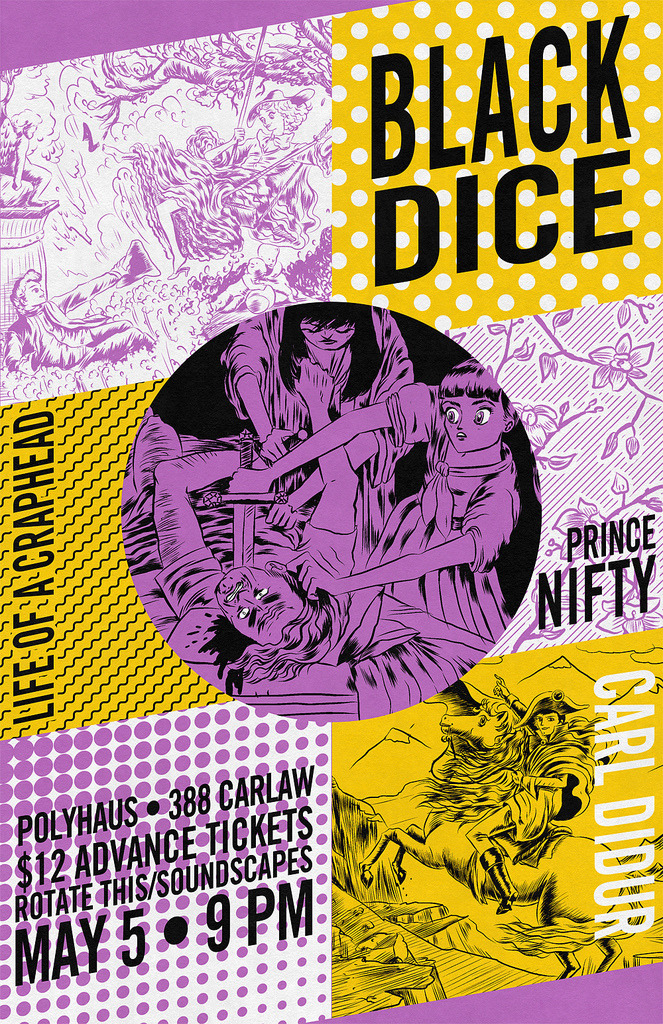 BLACK
DICE
LIFE OF A CRAPHEAD
PRINCE
NIFTY
CARL DIDUR
POLYHAUS • 388 CARLAW
$12 ADVANCE TICKETS
ROTATE THIS/SOUNDSCAPES
MAY 5 • 9 PM